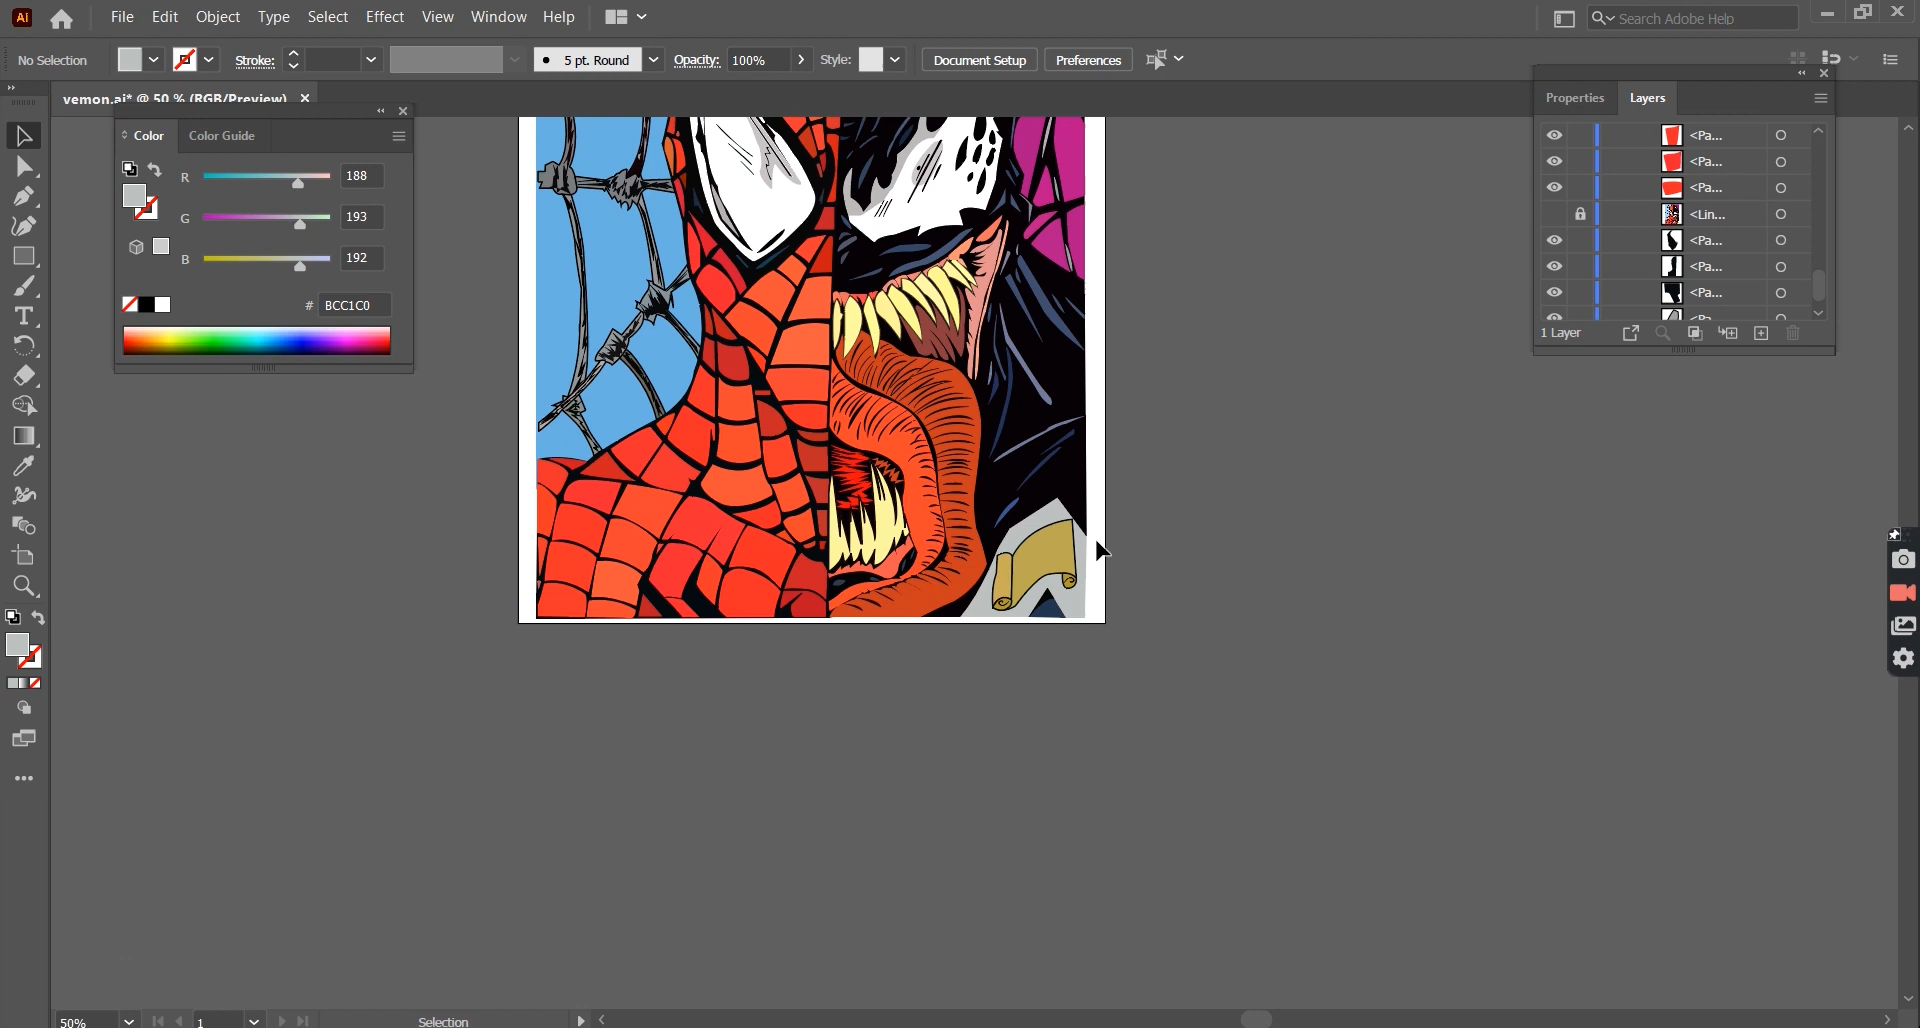 Ai File Edit Object Type Select Effect View Window Help Search Adobe Help
No Selection Stroke: 5 pt. Round Opacity: 100% Style: Document Setup Preferences
vemon.ai* @ 50 % (RGB/Preview)
Color Color Guide
R 188
G 193
B 192
# BCC1C0
Properties Layers
<Pa...
<Pa...
<Pa...
<Lin...
<Pa...
<Pa...
<Pa...
<Pa...
1 Layer
50% 1 Selection